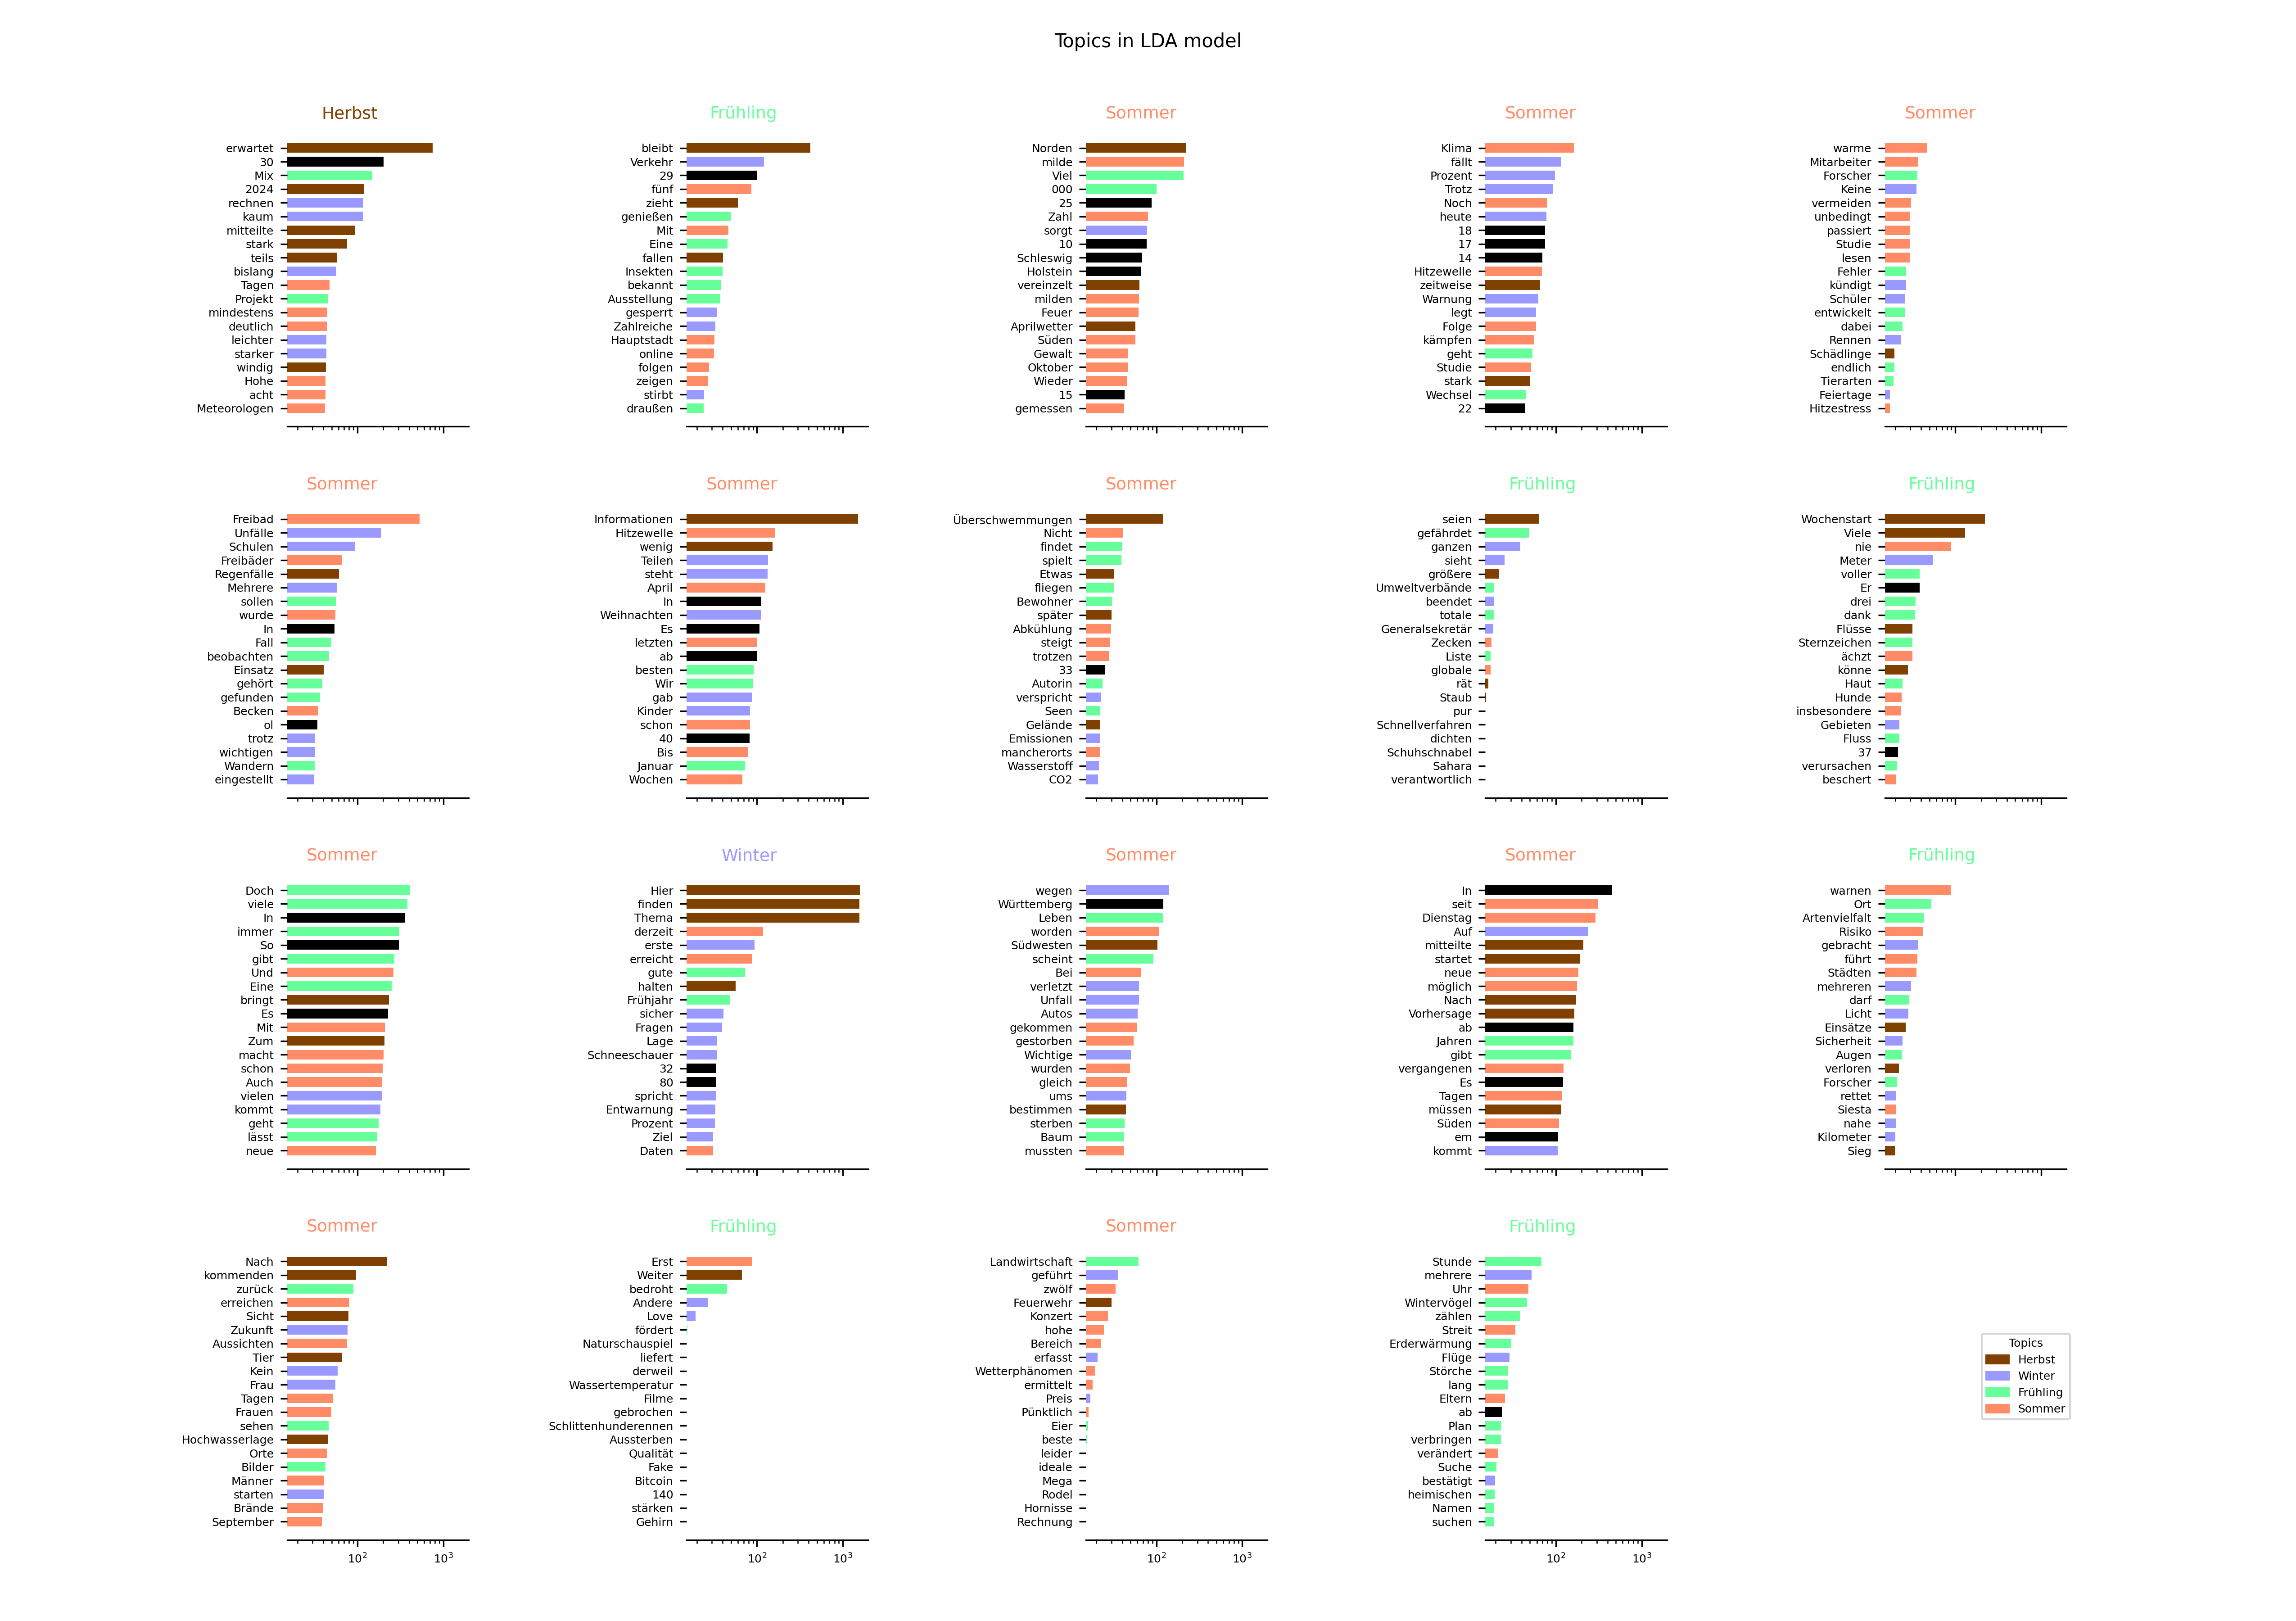 Topics in LDA model
Herbst
erwartet
30
Mix
2024
rechnen
kaum
mitteilte
stark
teils
bislang
Tagen
Projekt
mindestens
deutlich
leichter
starker
windig
Hohe
acht
Meteorologen
Frühling
bleibt
Verkehr
29
fünf
zieht
genießen
Mit
Eine
fallen
Insekten
bekannt
Ausstellung
gesperrt
Zahlreiche
Hauptstadt
online
folgen
zeigen
stirbt
draußen
Sommer
Norden
milde
Viel
000
25
Zahl
sorgt
10
Schleswig
Holstein
vereinzelt
milden
Feuer
Aprilwetter
Süden
Gewalt
Oktober
Wieder
15
gemessen
Sommer
Klima
fällt
Prozent
Trotz
Noch
heute
18
17
14
Hitzewelle
zeitweise
Warnung
legt
Folge
kämpfen
geht
Studie
stark
Wechsel
22
Sommer
warme
Mitarbeiter
Forscher
Keine
vermeiden
unbedingt
passiert
Studie
lesen
Fehler
kündigt
Schüler
entwickelt
dabei
Rennen
Schädlinge
endlich
Tierarten
Feiertage
Hitzestress
Sommer
Freibad
Unfälle
Schulen
Freibäder
Regenfälle
Mehrere
sollen
wurde
In
Fall
beobachten
Einsatz
gehört
gefunden
Becken
ol
trotz
wichtigen
Wandern
eingestellt
Sommer
Informationen
Hitzewelle
wenig
Teilen
steht
April
In
Weihnachten
Es
letzten
ab
besten
Wir
gab
Kinder
schon
40
Bis
Januar
Wochen
Sommer
Überschwemmungen
Nicht
findet
spielt
Etwas
fliegen
Bewohner
später
Abkühlung
steigt
trotzen
33
Autorin
verspricht
Seen
Gelände
Emissionen
mancherorts
Wasserstoff
CO2
Frühling
seien
gefährdet
ganzen
sieht
größere
Umweltverbände
beendet
totale
Generalsekretär
Zecken
Liste
globale
rät
Staub
pur
Schnellverfahren
dichten
Schuhschnabel
Sahara
verantwortlich
Frühling
Wochenstart
Viele
nie
Meter
voller
Er
drei
dank
Flüsse
Sternzeichen
ächzt
könne
Haut
Hunde
insbesondere
Gebieten
Fluss
37
verursachen
beschert
Sommer
Doch
viele
In
immer
So
gibt
Und
Eine
bringt
Es
Mit
Zum
macht
schon
Auch
vielen
kommt
geht
lässt
neue
Winter
Hier
finden
Thema
derzeit
erste
erreicht
gute
halten
Frühjahr
sicher
Fragen
Lage
Schneeschauer
32
80
spricht
Entwarnung
Prozent
Ziel
Daten
Sommer
wegen
Württemberg
Leben
worden
Südwesten
scheint
Bei
verletzt
Unfall
Autos
gekommen
gestorben
Wichtige
wurden
gleich
ums
bestimmen
sterben
Baum
mussten
Sommer
In
seit
Dienstag
Auf
mitteilte
startet
neue
möglich
Nach
Vorhersage
ab
Jahren
gibt
vergangenen
Es
Tagen
müssen
Süden
em
kommt
Frühling
warnen
Ort
Artenvielfalt
Risiko
gebracht
führt
Städten
mehreren
darf
Licht
Einsätze
Sicherheit
Augen
verloren
Forscher
rettet
Siesta
nahe
Kilometer
Sieg
Sommer
Nach
kommenden
zurück
erreichen
Sicht
Zukunft
Aussichten
Tier
Kein
Frau
Tagen
Frauen
sehen
Hochwasserlage
Orte
Bilder
Männer
starten
Brände
September
10²
10³
Frühling
Erst
Weiter
bedroht
Andere
Love
fördert
Naturschauspiel
liefert
derweil
Wassertemperatur
Filme
gebrochen
Schlittenhunderennen
Aussterben
Qualität
Fake
Bitcoin
140
stärken
Gehirn
10²
10³
Sommer
Landwirtschaft
geführt
zwölf
Feuerwehr
Konzert
hohe
Bereich
erfasst
Wetterphänomen
ermittelt
Preis
Pünktlich
Eier
beste
leider
ideale
Mega
Rodel
Hornisse
Rechnung
10²
10³
Frühling
Stunde
mehrere
Uhr
Wintervögel
zählen
Streit
Erderwärmung
Flüge
Störche
lang
Eltern
ab
Plan
verbringen
verändert
Suche
bestätigt
heimischen
Namen
suchen
10²
10³
Topics
Herbst
Winter
Frühling
Sommer